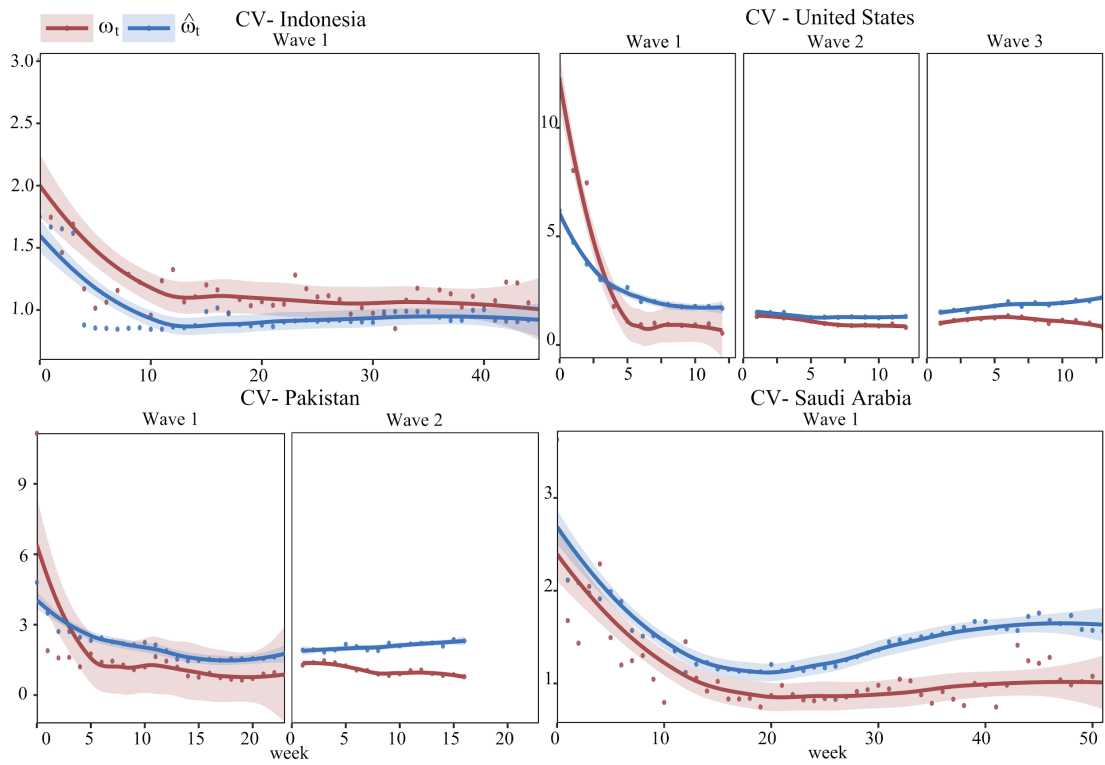 ωt ω̂t
CV- Indonesia
Wave 1
3.0
2.5
2.0
1.5
1.0
0 10 20 30 40
CV - United States
Wave 1 Wave 2 Wave 3
10
5
0
0 5 10 0 5 10 0 5 10
CV- Pakistan
Wave 1 Wave 2
9
6
3
0
0 5 10 15 20 0 5 10 15 20
week
CV- Saudi Arabia
Wave 1
3
2
1
0 10 20 30 40 50
week